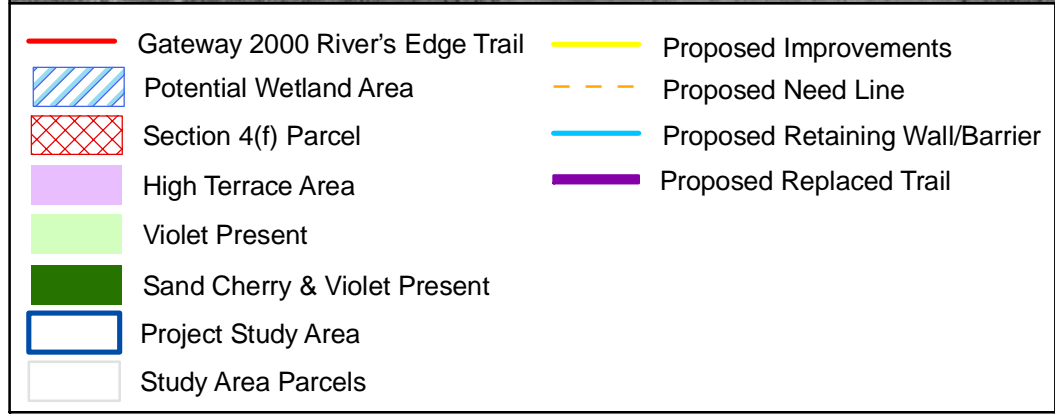 Gateway 2000 River's Edge Trail
Potential Wetland Area
Section 4(f) Parcel
High Terrace Area
Violet Present
Sand Cherry & Violet Present
Project Study Area
Study Area Parcels
Proposed Improvements
Proposed Need Line
Proposed Retaining Wall/Barrier
Proposed Replaced Trail